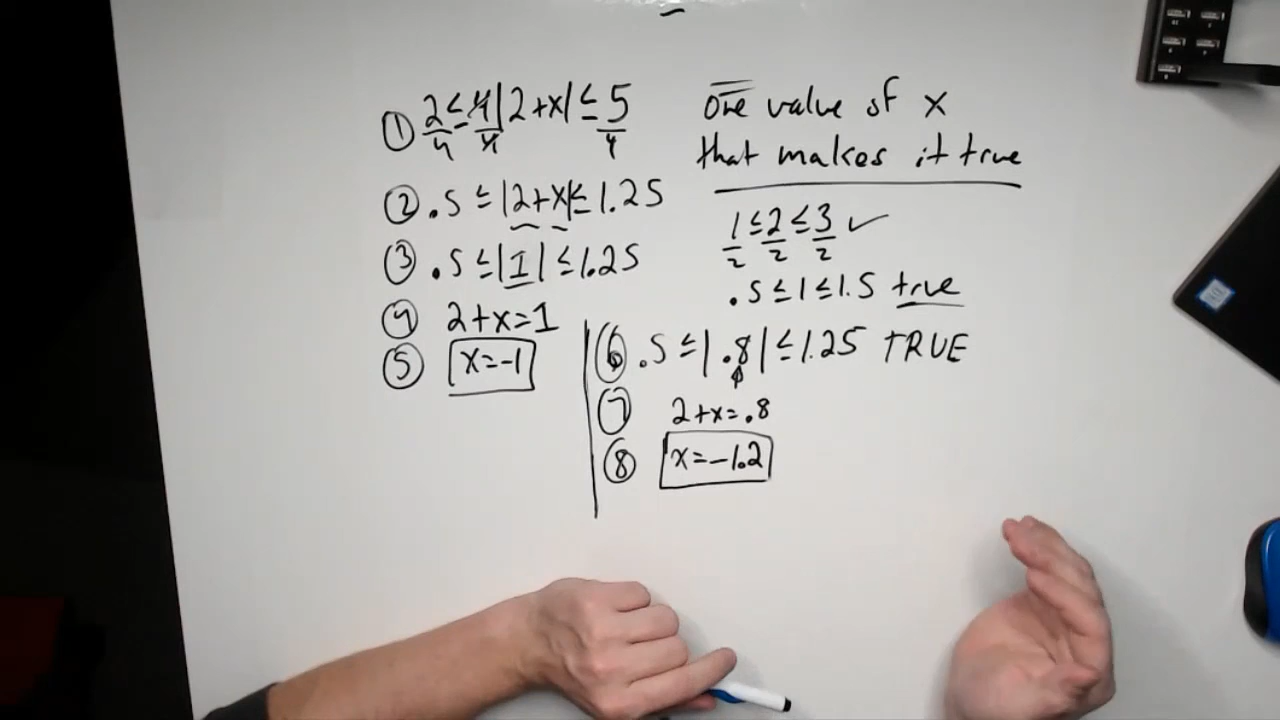 ① 2/4 ≤ 4/4|2+x| ≤ 5/4
② .5 ≤ |2+x| ≤ 1.25
③ .5 ≤ |1| ≤ 1.25
④ 2+x=1
⑤ x=-1
one value of x
that makes it true
1/2 ≤ 2/2 ≤ 3/2 ✓
.5 ≤ 1 ≤ 1.5 true
⑥ .5 ≤ |.8| ≤ 1.25 TRUE
⑦ 2+x=.8
⑧ x=-1.2